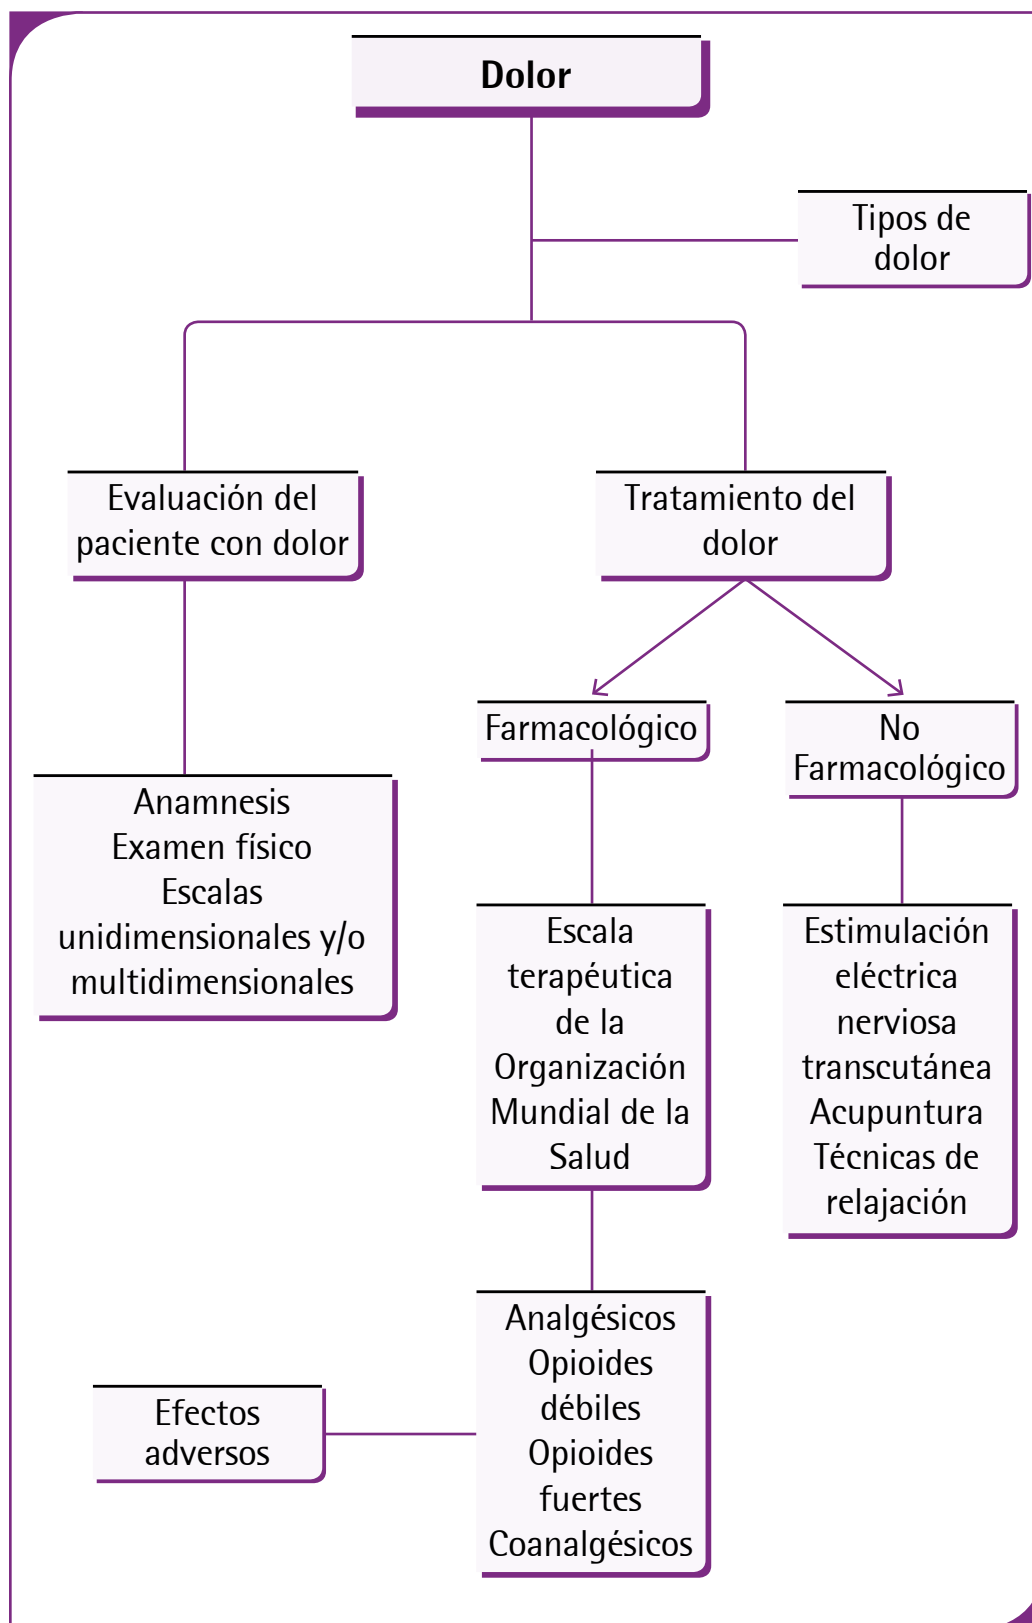 Dolor
Tipos de
dolor
Evaluación del
paciente con dolor
Tratamiento del
dolor
Farmacológico
No
Farmacológico
Anamnesis
Examen físico
Escalas
unidimensionales y/o
multidimensionales
Escala
terapéutica
de la
Organización
Mundial de la
Salud
Estimulación
eléctrica
nerviosa
transcutánea
Acupuntura
Técnicas de
relajación
Analgésicos
Opioides
débiles
Opioides
fuertes
Coanalgésicos
Efectos
adversos